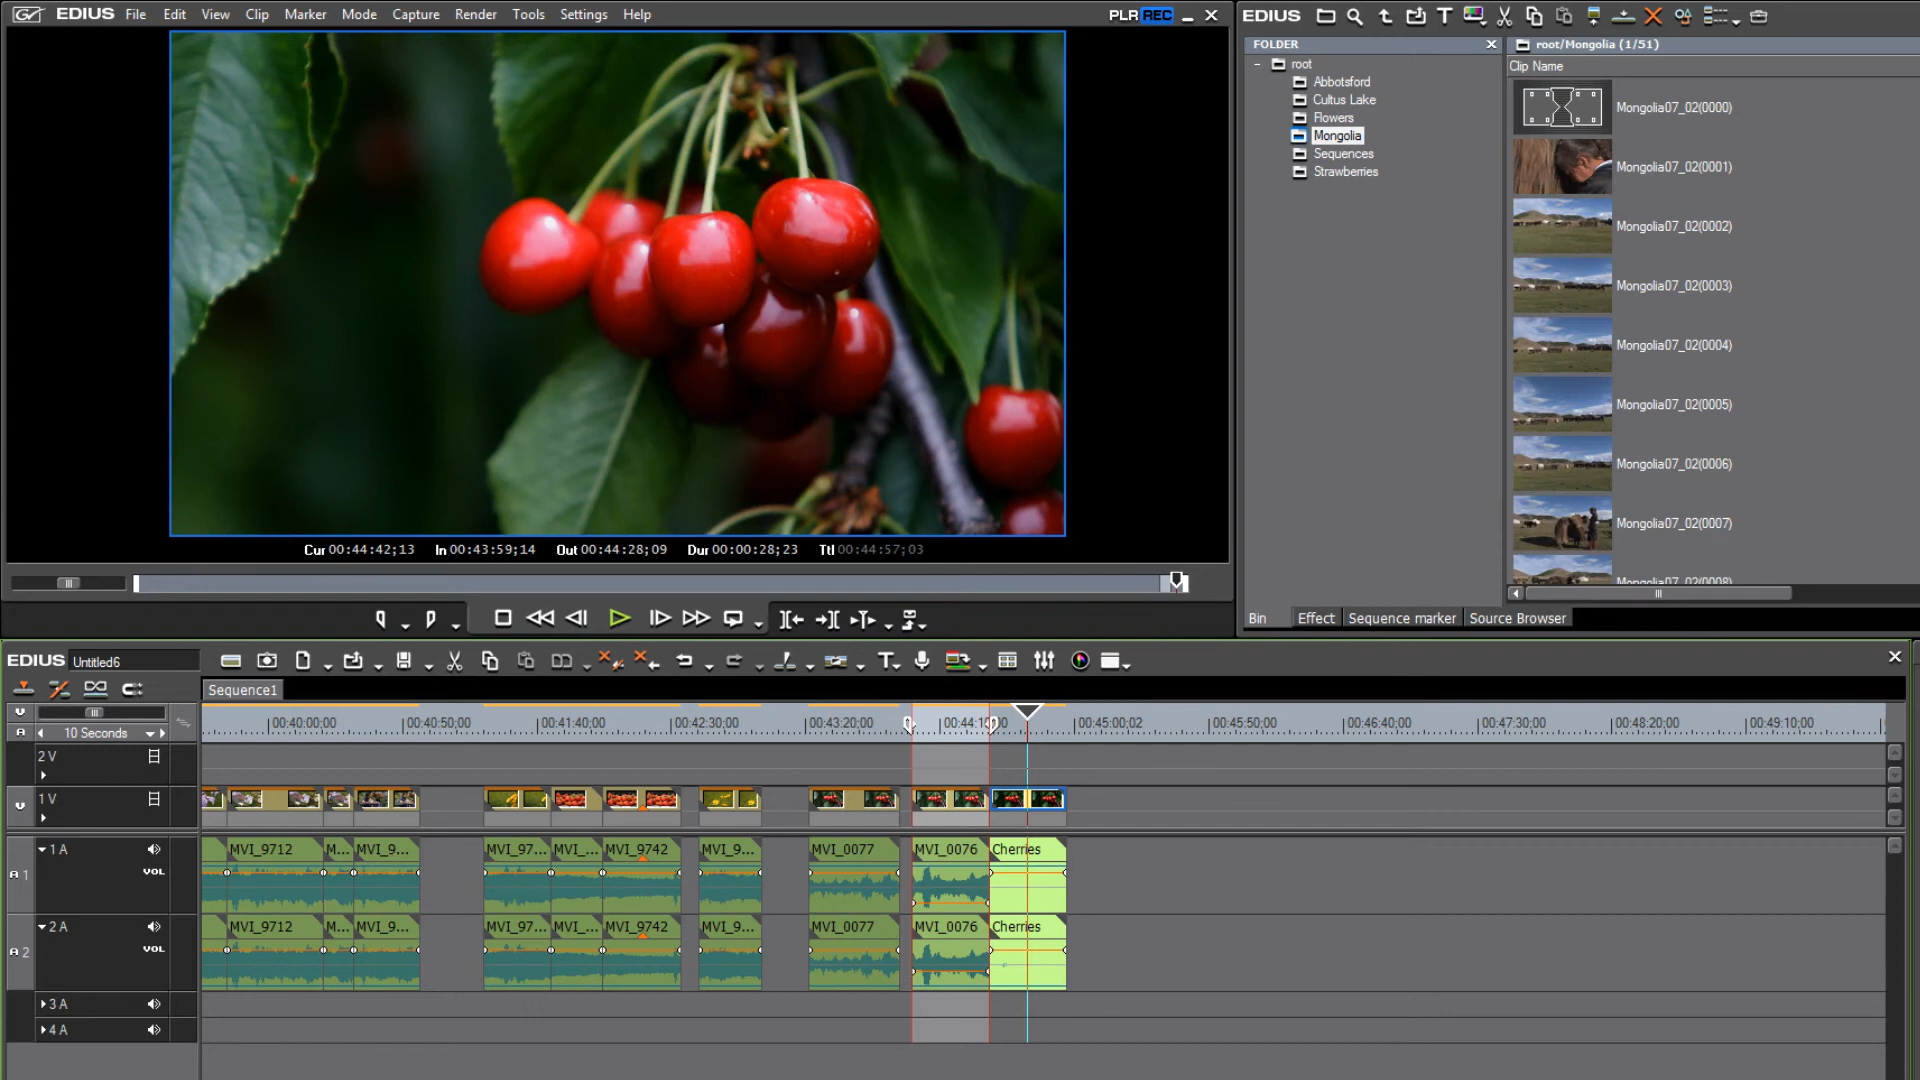 EDIUS File Edit View Clip Marker Mode Capture Render Tools Settings Help PLR REC
Cur 00:44:42;13 In 00:43:59;14 Out 00:44:28;09 Dur 00:00:28;23 Ttl 00:44:57;03
EDIUS
FOLDER
root
Abbotsford
Cultus Lake
Flowers
Mongolia
Sequences
Strawberries
root/Mongolia (1/51)
Clip Name
Mongolia07_02(0000)
Mongolia07_02(0001)
Mongolia07_02(0002)
Mongolia07_02(0003)
Mongolia07_02(0004)
Mongolia07_02(0005)
Mongolia07_02(0006)
Mongolia07_02(0007)
Mongolia07_02(0008)
Bin Effect Sequence marker Source Browser
EDIUS Untitled6
Sequence1
10 Seconds
00:40:00;00 00:40:50;00 00:41:40;00 00:42:30;00 00:43:20;00 00:44:10;00 00:45:00;02 00:45:50;00 00:46:40;00 00:47:30;00 00:48:20;00 00:49:10;00
2 V
1 V
1 A MVI_9712 M... MVI_9... MVI_97... MVI_... MVI_9742 MVI_9... MVI_0077 MVI_0076 Cherries
A 1 VOL
2 A MVI_9712 M... MVI_9... MVI_97... MVI_... MVI_9742 MVI_9... MVI_0077 MVI_0076 Cherries
A 2 VOL
3 A
4 A